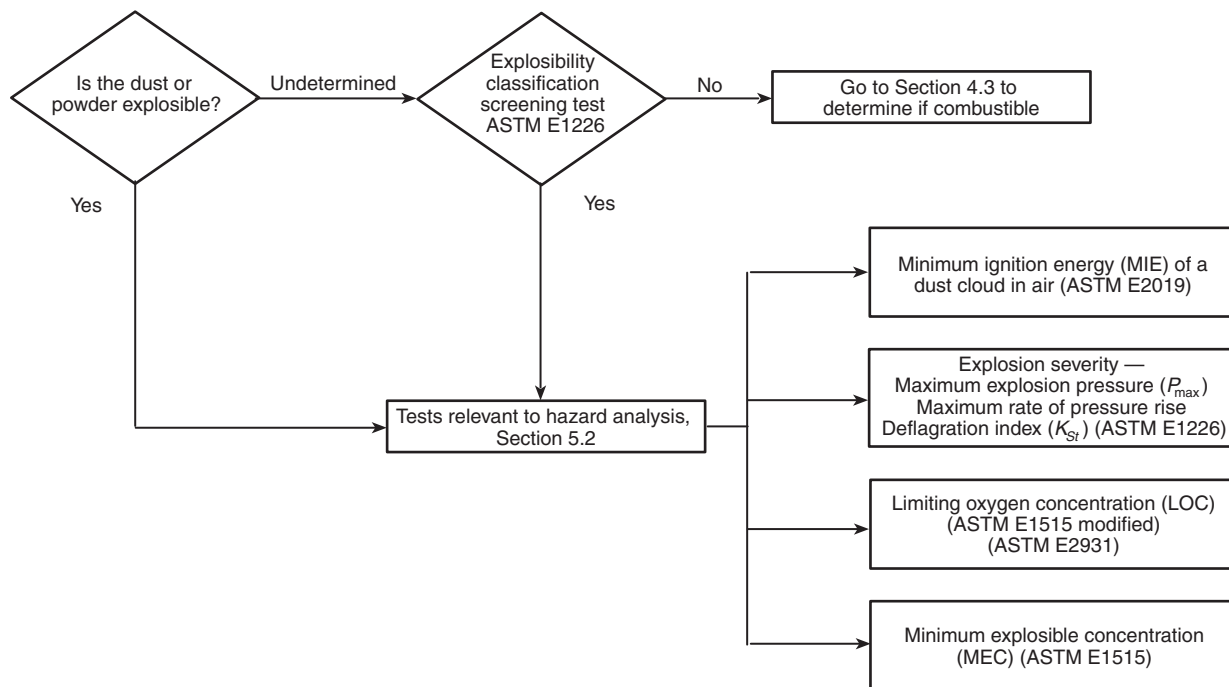 Is the dust or
powder explosible?
Undetermined
Explosibility
classification
screening test
ASTM E1226
No
Go to Section 4.3 to
determine if combustible
Yes
Yes
Tests relevant to hazard analysis,
Section 5.2
Minimum ignition energy (MIE) of a
dust cloud in air (ASTM E2019)
Explosion severity —
Maximum explosion pressure (Pmax)
Maximum rate of pressure rise
Deflagration index (KSt) (ASTM E1226)
Limiting oxygen concentration (LOC)
(ASTM E1515 modified)
(ASTM E2931)
Minimum explosible concentration
(MEC) (ASTM E1515)